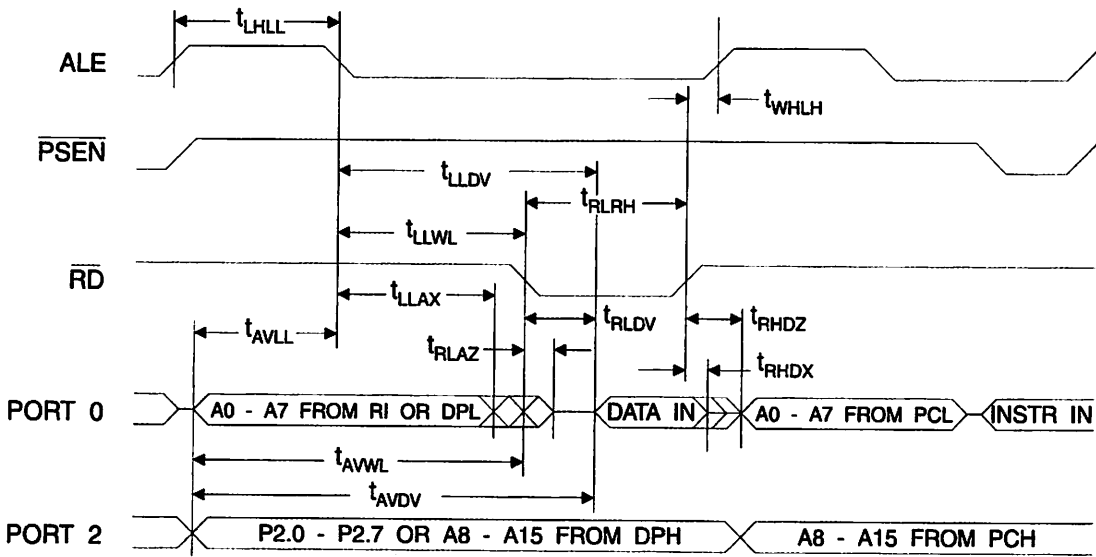 tLHLL
ALE
tWHLH
PSEN
tLLDV
tRLRH
tLLWL
RD
tLLAX
tRLDV
tRHDZ
tAVLL
tRLAZ
tRHDX
PORT 0
A0 - A7 FROM RI OR DPL
DATA IN
A0 - A7 FROM PCL
INSTR IN
tAVWL
tAVDV
PORT 2
P2.0 - P2.7 OR A8 - A15 FROM DPH
A8 - A15 FROM PCH